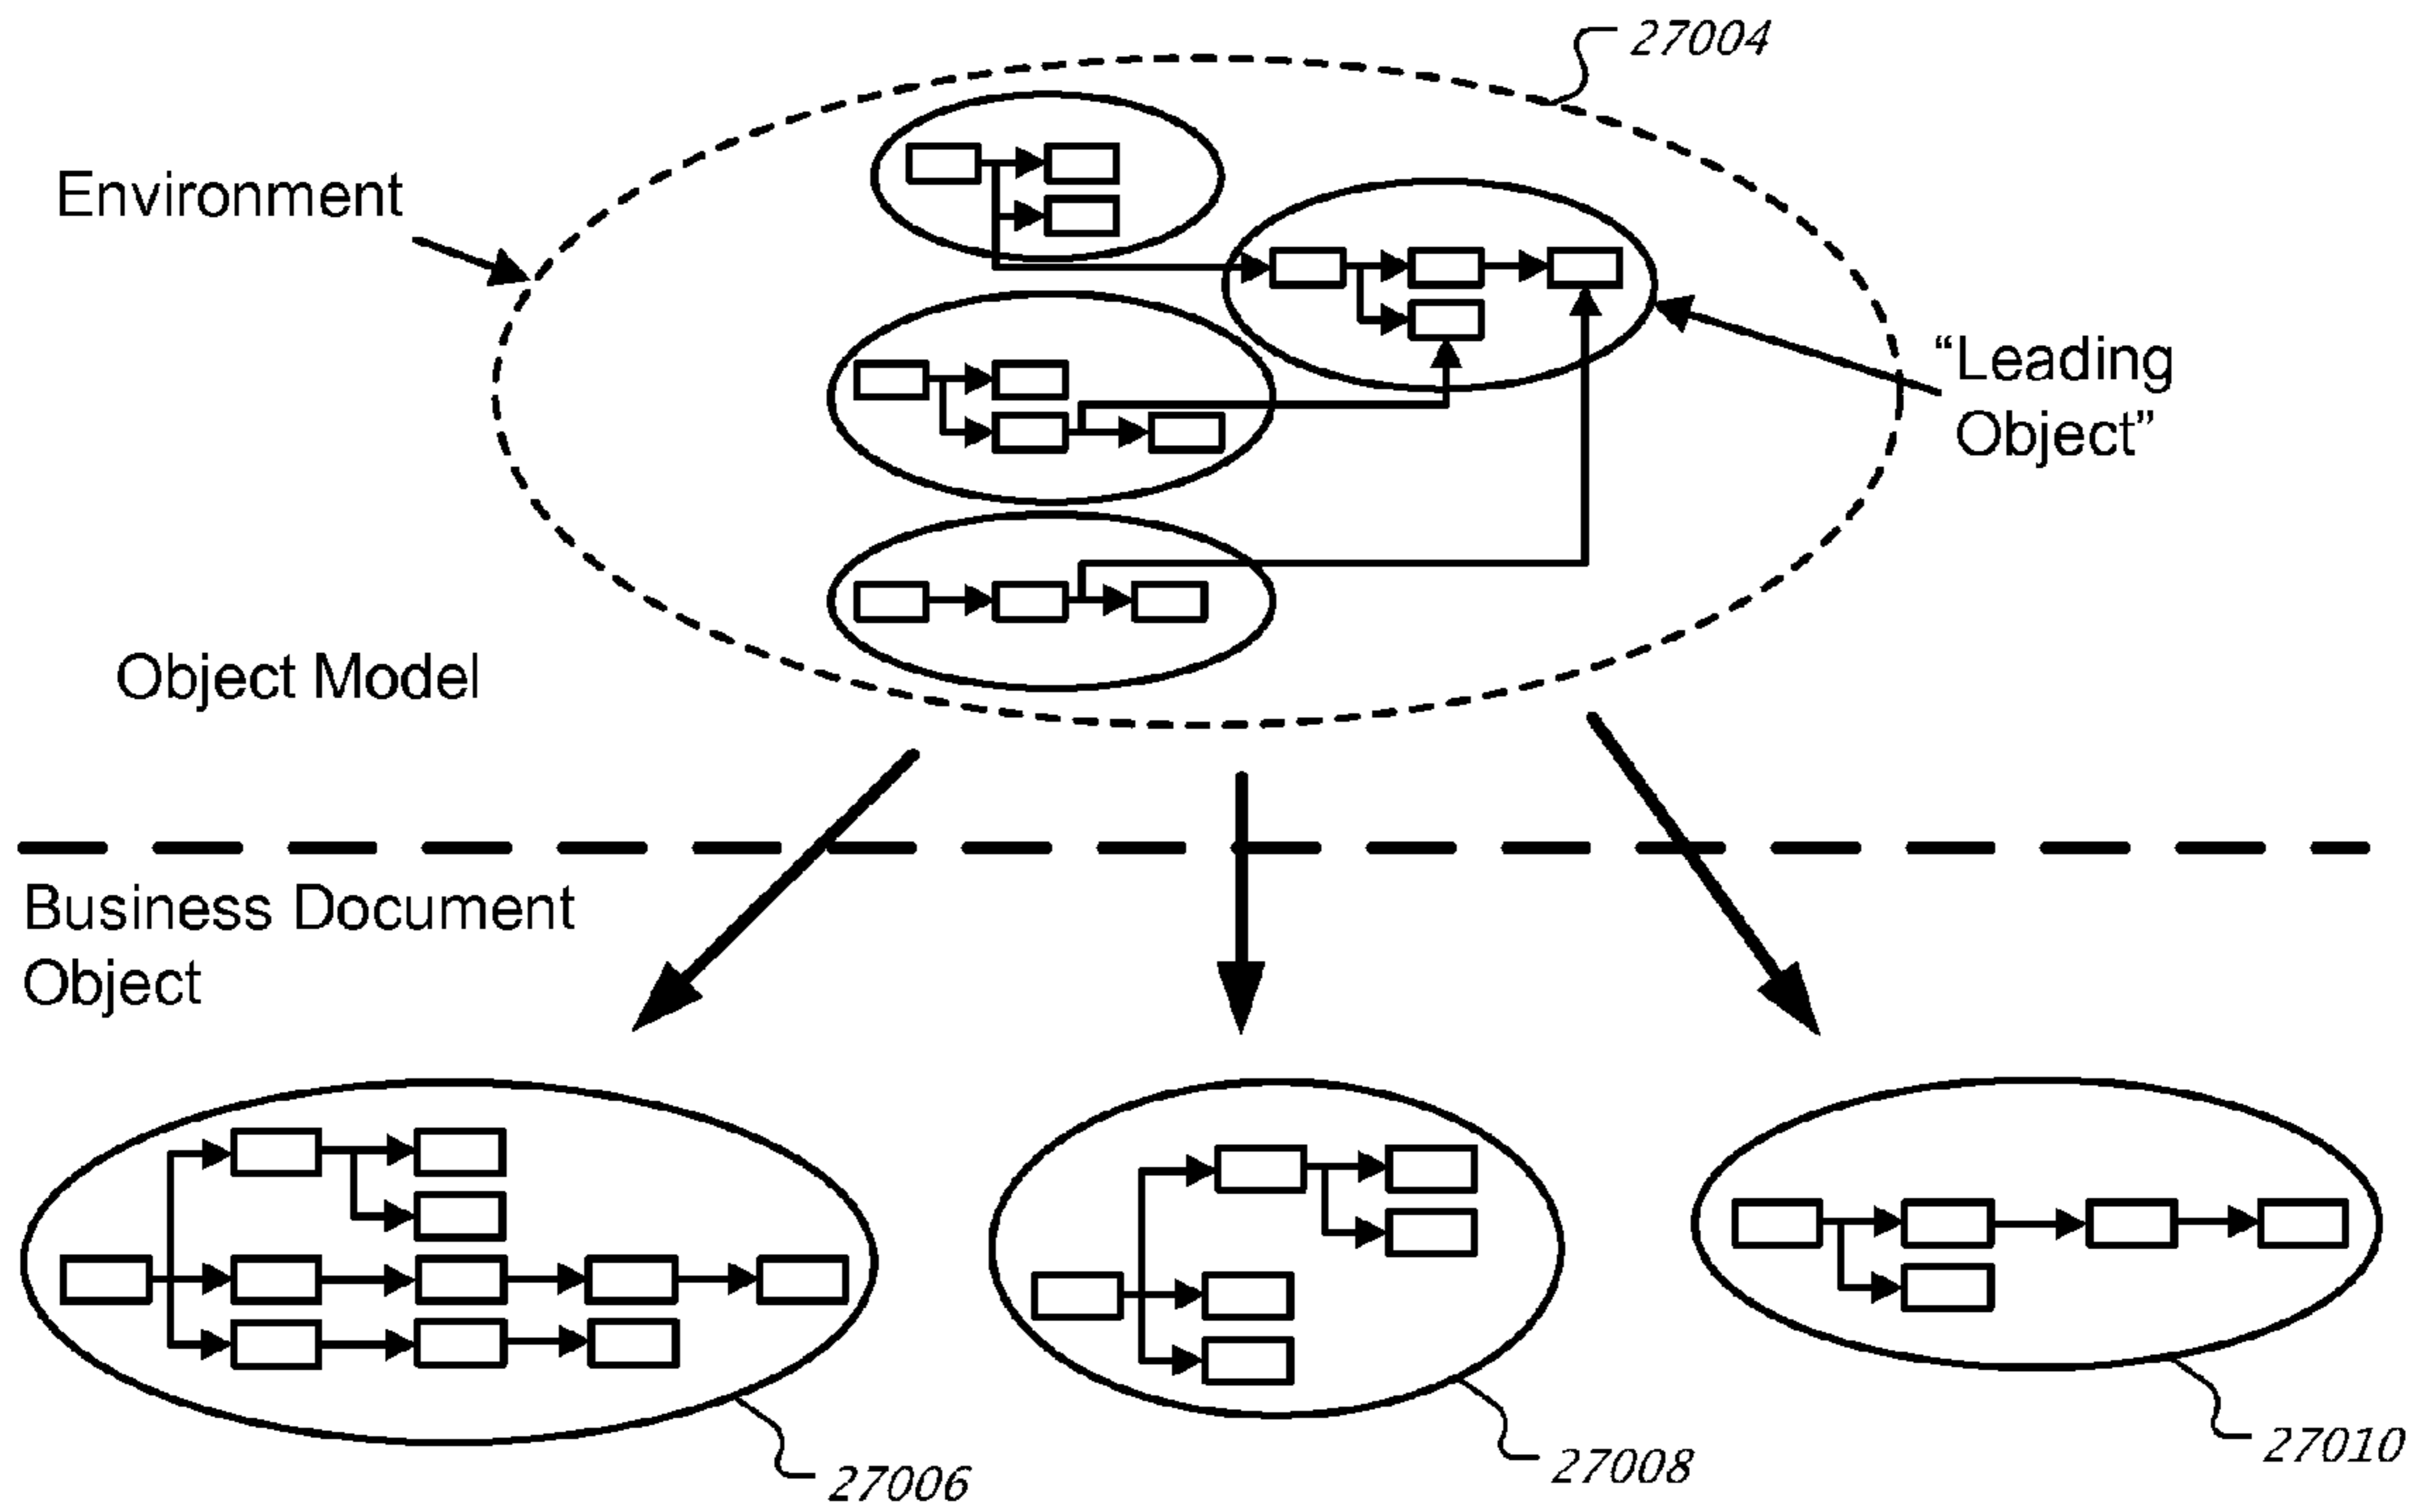 27004
Environment
“Leading
Object”
Object Model
Business Document
Object
27006
27008
27010